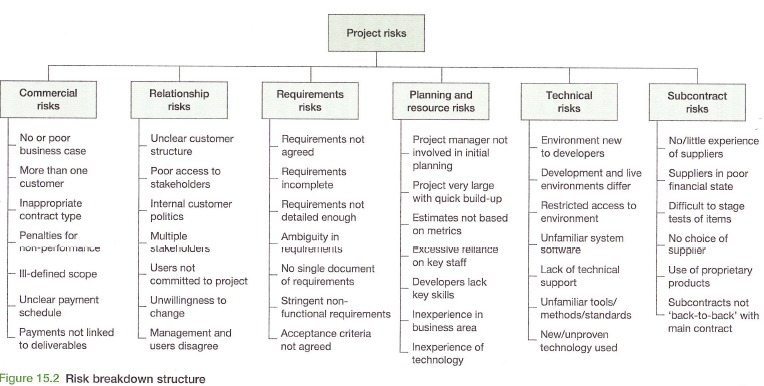 Project risks
Commercial
risks
No or poor
business case
More than one
customer
Inappropriate
contract type
Penalties for
non-performance
Ill-defined scope
Unclear payment
schedule
Payments not linked
to deliverables
Relationship
risks
Unclear customer
structure
Poor access to
stakeholders
Internal customer
politics
Multiple
stakeholders
Users not
committed to project
Unwillingness to
change
Management and
users disagree
Requirements
risks
Requirements not
agreed
Requirements
incomplete
Requirements not
detailed enough
Ambiguity in
requirements
No single document
of requirements
Stringent non-
functional requirements
Acceptance criteria
not agreed
Planning and
resource risks
Project manager not
involved in initial
planning
Project very large
with quick build-up
Estimates not based
on metrics
Excessive reliance
on key staff
Developers lack
key skills
Inexperience in
business area
Inexperience of
technology
Technical
risks
Environment new
to developers
Development and live
environments differ
Restricted access to
environment
Unfamiliar system
software
Lack of technical
support
Unfamiliar tools/
methods/standards
New/unproven
technology used
Subcontract
risks
No/little experience
of suppliers
Suppliers in poor
financial state
Difficult to stage
tests of items
No choice of
supplier
Use of proprietary
products
Subcontracts not
‘back-to-back’ with
main contract
Figure 15.2 Risk breakdown structure